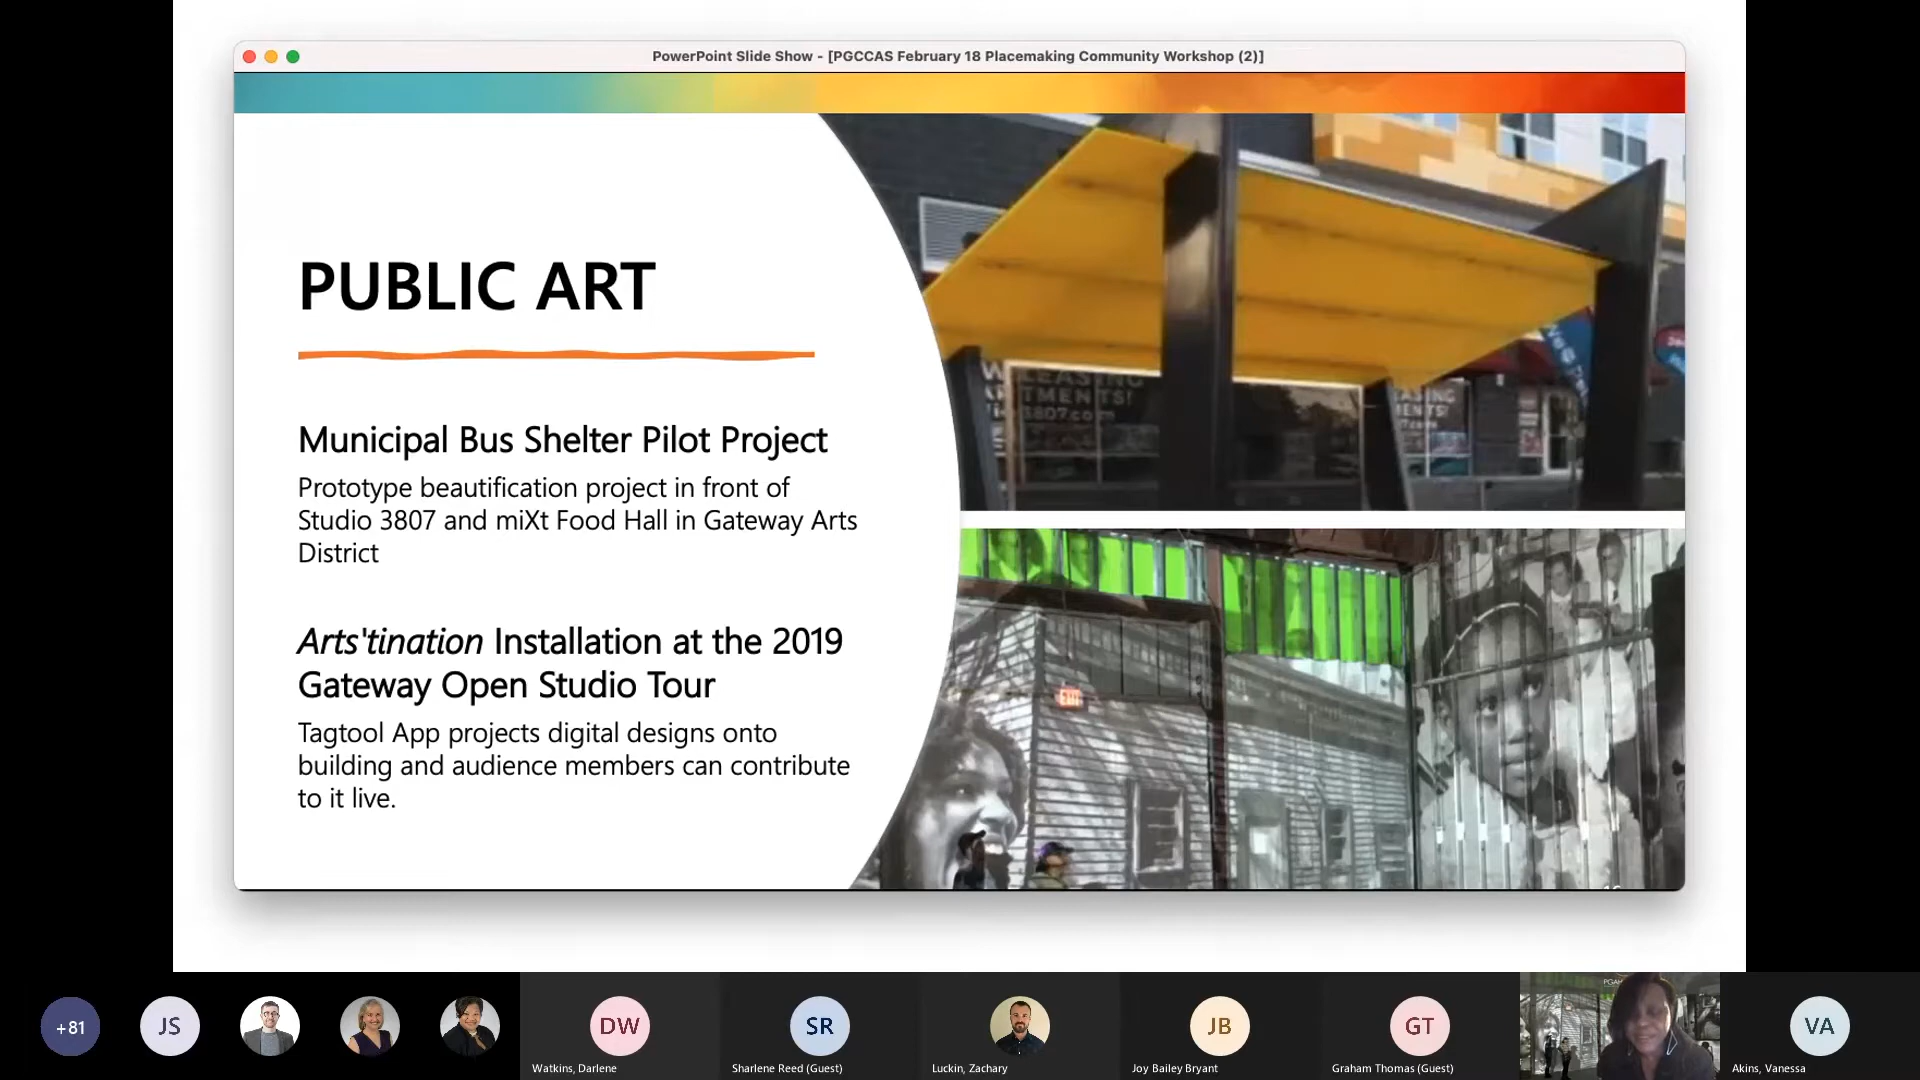 PowerPoint Slide Show - [PGCCAS February 18 Placemaking Community Workshop (2)]
PUBLIC ART
Municipal Bus Shelter Pilot Project
Prototype beautification project in front of
Studio 3807 and miXt Food Hall in Gateway Arts
District
Arts'tination Installation at the 2019
Gateway Open Studio Tour
Tagtool App projects digital designs onto
building and audience members can contribute
to it live.
LEASING
3807.com
EXIT
+81
JS
DW
SR
JB
GT
VA
Watkins, Darlene
Sharlene Reed (Guest)
Luckin, Zachary
Joy Bailey Bryant
Graham Thomas (Guest)
Akins, Vanessa